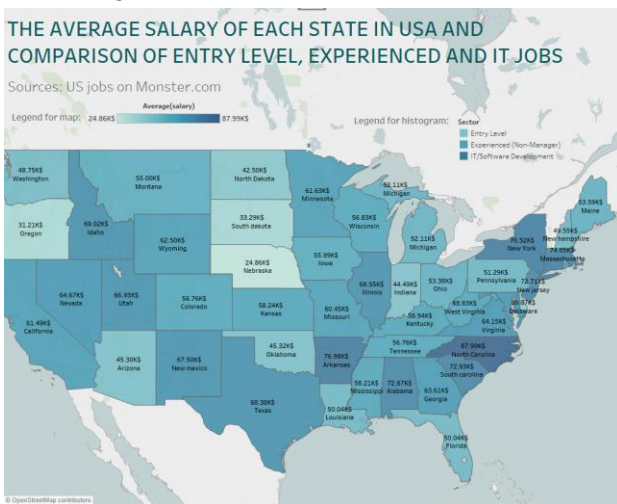 THE AVERAGE SALARY OF EACH STATE IN USA AND
COMPARISON OF ENTRY LEVEL, EXPERIENCED AND IT JOBS
Sources: US jobs on Monster.com
Average(salary)
Legend for map: 24.86K$ 87.99K$
Legend for histogram:
Sector
Entry Level
Experienced (Non-Manager)
IT/Software Development
48.75K$
Washington
55.00K$
Montana
42.50K$
North Dakota
61.63K$
Minnesota
52.11K$
Michigan
53.59K$
Maine
31.21K$
Oregon
69.02K$
Idaho
62.50K$
Wyoming
33.29K$
South dakota
56.83K$
Wisconsin
52.11K$
Michigan
76.52K$
New York
49.55K$
New hampshire
74.05K$
Massachusetts
24.86K$
Nebraska
55.99K$
Iowa
51.29K$
Pennsylvania
72.71K$
New jersey
64.67K$
Nevada
66.95K$
Utah
56.76K$
Colorado
58.24K$
Kansas
60.45K$
Missouri
68.55K$
Illinois
44.49K$
Indiana
53.38K$
Ohio
58.83K$
West Virginia
Delaware
61.49K$
California
58.94K$
Kentucky
64.15K$
Virginia
45.30K$
Arizona
67.50K$
New mexico
45.32K$
Oklahoma
76.98K$
Arkansas
56.76K$
Tennessee
87.99K$
North Carolina
72.93K$
South carolina
68.38K$
Texas
50.04K$
Louisiana
58.21K$
Mississippi
72.67K$
Alabama
63.61K$
Georgia
50.04K$
Florida
© OpenStreetMap contributors